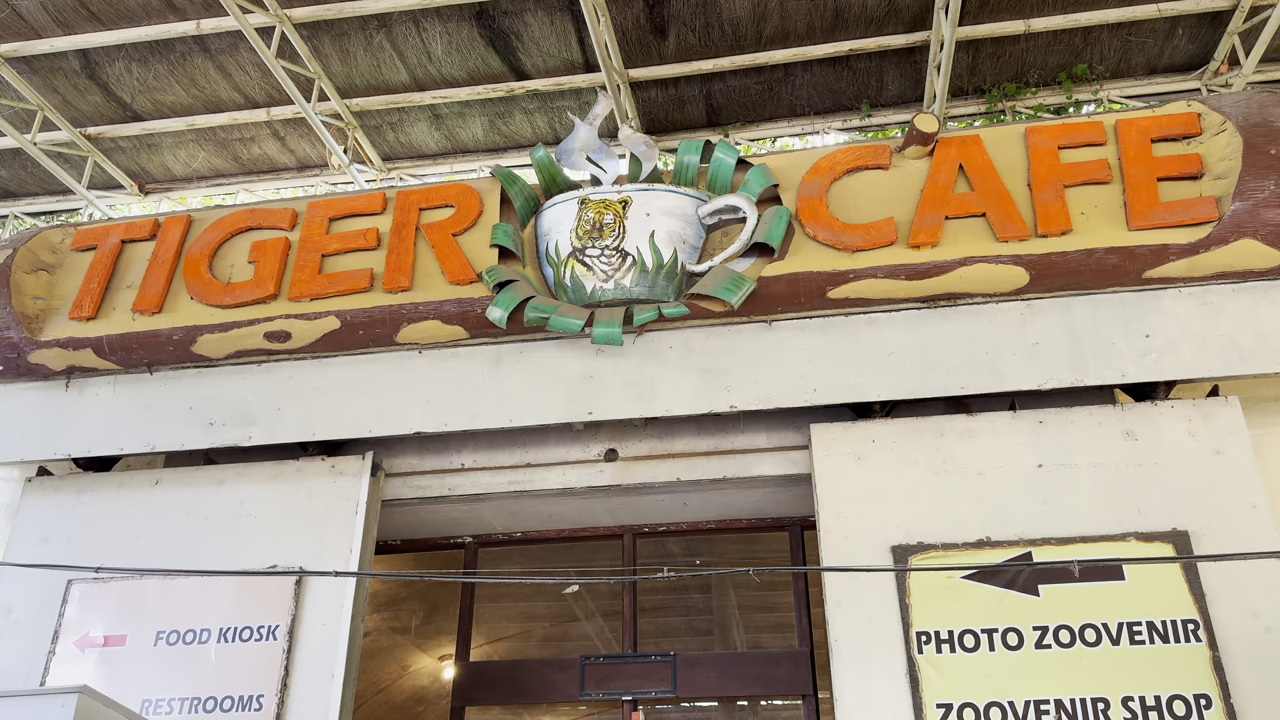 TIGER CAFE
FOOD KIOSK
RESTROOMS
PHOTO ZOOVENIR
ZOOVENIR SHOP